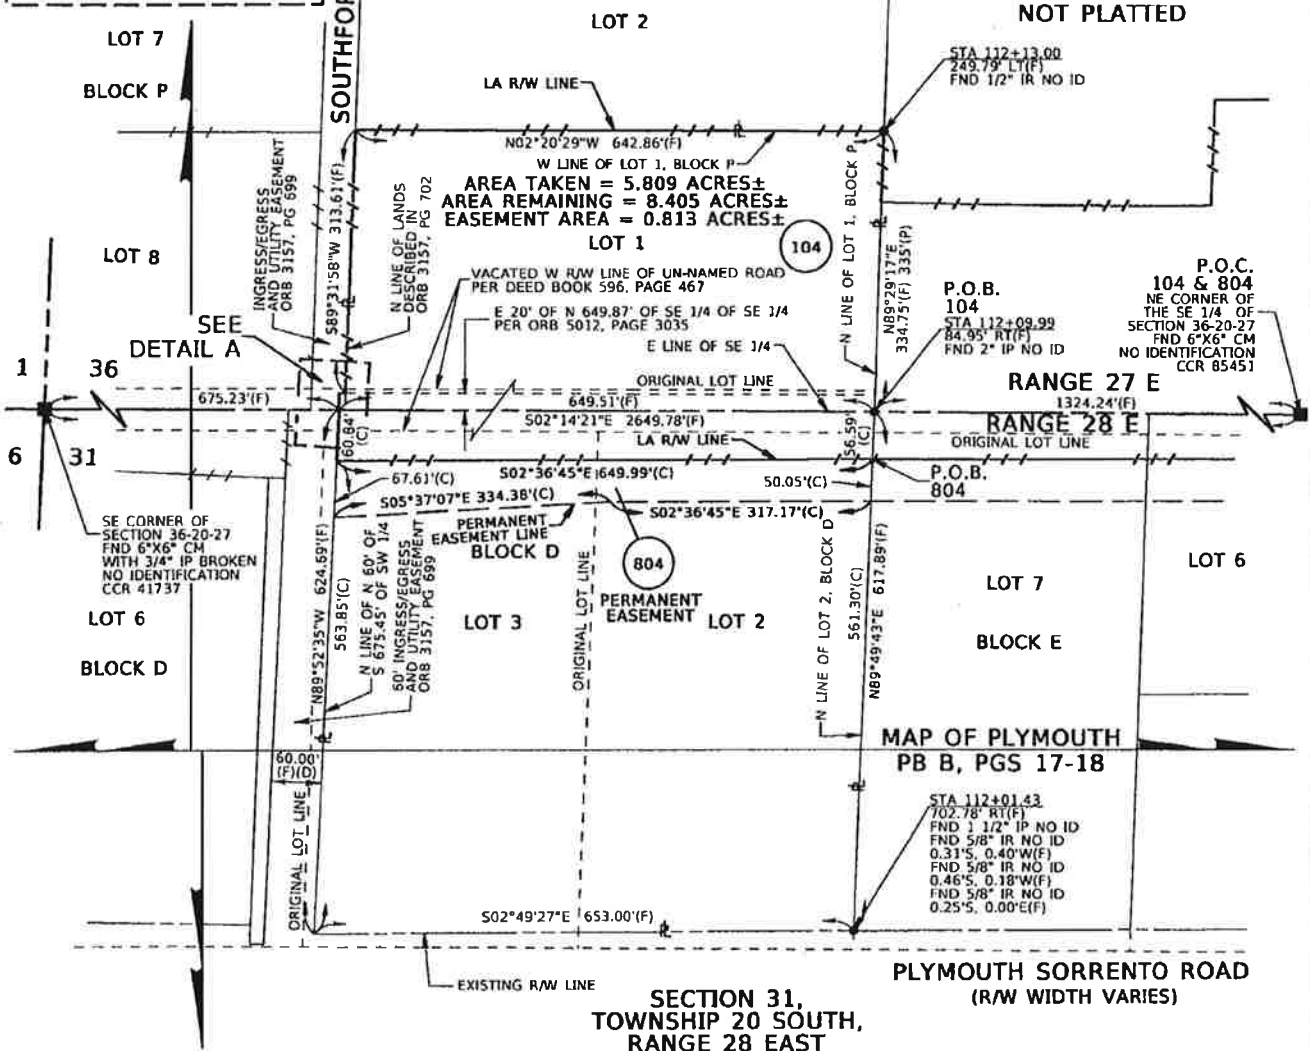 LOT 7
BLOCK P
SOUTHFOR
LOT 2
NOT PLATTED
STA 112+13.00
249.79' LT(F)
FND 1/2" IR NO ID
LA R/W LINE
N02°20'29"W 642.86'(F)
W LINE OF LOT 1, BLOCK P
AREA TAKEN = 5.809 ACRES±
AREA REMAINING = 8.405 ACRES±
EASEMENT AREA = 0.813 ACRES±
LOT 1
104
INGRESS/EGRESS
AND UTILITY EASEMENT
ORB 3157, PG 699
S89°31'58"W 313.61'(F)
N LINE OF LANDS
DESCRIBED IN
ORB 3157, PG 702
LOT 8
VACATED W R/W LINE OF UN-NAMED ROAD
PER DEED BOOK 596, PAGE 467
E 20' OF N 649.87' OF SE 1/4 OF SE 1/4
PER ORB 5012, PAGE 3035
E LINE OF SE 1/4
N LINE OF LOT 1, BLOCK P
N89°29'17"E
334.75'(F) 335'(P)
P.O.B.
104
STA 112+09.99
84.95' RT(F)
FND 2" IP NO ID
P.O.C.
104 & 804
NE CORNER OF
THE SE 1/4 OF
SECTION 36-20-27
FND 6"X6" CM
NO IDENTIFICATION
CCR 85451
SEE
DETAIL A
1
36
675.23'(F)
ORIGINAL LOT LINE
649.51'(F)
S02°14'21"E 2649.78'(F)
RANGE 27 E
1324.24'(F)
RANGE 28 E
ORIGINAL LOT LINE
6
31
60.84'
(C)
LA R/W LINE
56.59'
(C)
S02°36'45"E 649.99'(C)
67.61'(C)
50.05'(C)
P.O.B.
804
S05°37'07"E 334.38'(C)
S02°36'45"E 317.17'(C)
PERMANENT
EASEMENT LINE
BLOCK D
804
PERMANENT
EASEMENT
SE CORNER OF
SECTION 36-20-27
FND 6"X6" CM
WITH 3/4" IP BROKEN
NO IDENTIFICATION
CCR 41737
LOT 6
BLOCK D
N89°52'35"W 624.69'(F)
563.85'(C)
N LINE OF N 60' OF
S 675.45' OF SW 1/4
60' INGRESS/EGRESS
AND UTILITY EASEMENT
ORB 3157, PG 699
LOT 3
ORIGINAL LOT LINE
LOT 2
N LINE OF LOT 2, BLOCK D
561.30'(C)
N89°49'43"E 617.89'(F)
LOT 7
BLOCK E
LOT 6
60.00'
(F)(D)
ORIGINAL LOT LINE
MAP OF PLYMOUTH
PB B, PGS 17-18
STA 112+01.43
702.78' RT(F)
FND 1 1/2" IP NO ID
FND 5/8" IR NO ID
0.31'S, 0.40'W(F)
FND 5/8" IR NO ID
0.46'S, 0.18'W(F)
FND 5/8" IR NO ID
0.25'S, 0.00'E(F)
S02°49'27"E 653.00'(F)
EXISTING R/W LINE
PLYMOUTH SORRENTO ROAD
(R/W WIDTH VARIES)
SECTION 31,
TOWNSHIP 20 SOUTH,
RANGE 28 EAST